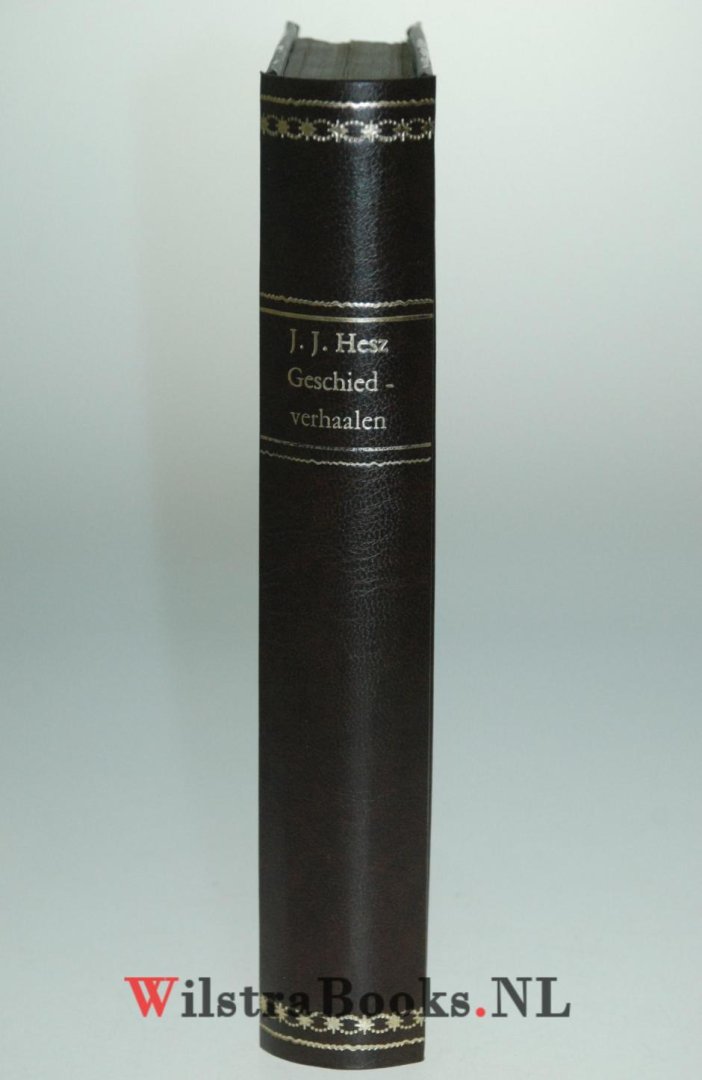 J. J. Hesz
Geschied -
verhaalen
WilstraBooks.NL